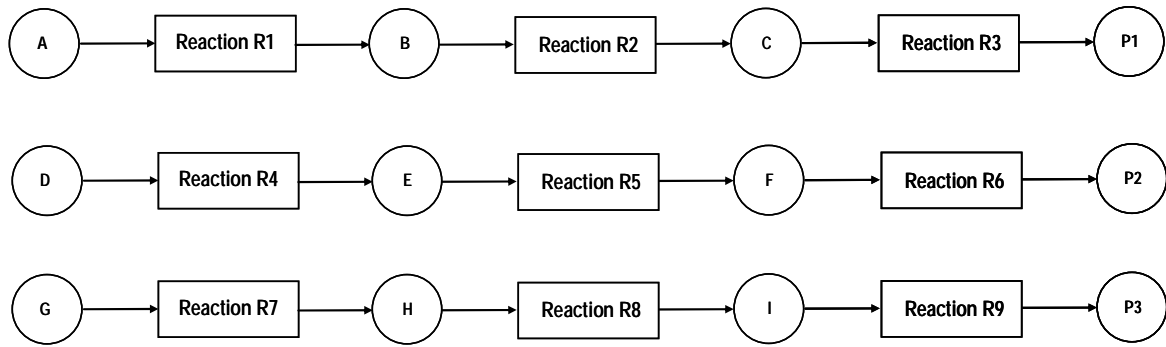 A Reaction R1 B Reaction R2 C Reaction R3 P1
D Reaction R4 E Reaction R5 F Reaction R6 P2
G Reaction R7 H Reaction R8 I Reaction R9 P3